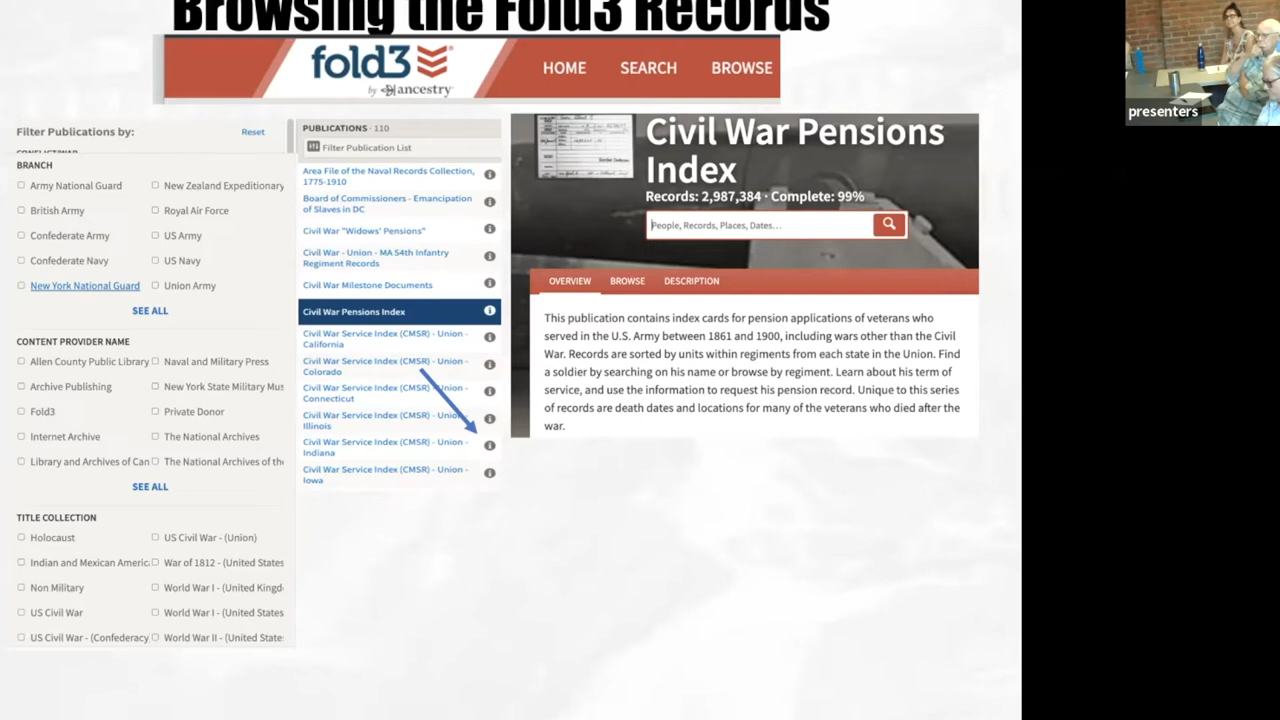 Browsing the Fold3 Records
fold3
by ancestry
HOME
SEARCH
BROWSE
presenters
Filter Publications by:
Reset
CONFLICT/WAR
BRANCH
Army National Guard
New Zealand Expeditionary
British Army
Royal Air Force
Confederate Army
US Army
Confederate Navy
US Navy
New York National Guard
Union Army
SEE ALL
CONTENT PROVIDER NAME
Allen County Public Library
Naval and Military Press
Archive Publishing
New York State Military Mus
Fold3
Private Donor
Internet Archive
The National Archives
Library and Archives of Can
The National Archives of the
SEE ALL
TITLE COLLECTION
Holocaust
US Civil War - (Union)
Indian and Mexican Americ
War of 1812 - (United States
Non Military
World War I - (United Kingd
US Civil War
World War I - (United States
US Civil War - (Confederacy
World War II - (United State
PUBLICATIONS · 110
Filter Publication List
Area File of the Naval Records Collection,
1775-1910
Board of Commissioners - Emancipation
of Slaves in DC
Civil War "Widows' Pensions"
Civil War - Union - MA 54th Infantry
Regiment Records
Civil War Milestone Documents
Civil War Pensions Index
Civil War Service Index (CMSR) - Union -
California
Civil War Service Index (CMSR) - Union -
Colorado
Civil War Service Index (CMSR) - Union -
Connecticut
Civil War Service Index (CMSR) - Union -
Illinois
Civil War Service Index (CMSR) - Union -
Indiana
Civil War Service Index (CMSR) - Union -
Iowa
Civil War Pensions
Index
Records: 2,987,384 · Complete: 99%
People, Records, Places, Dates...
OVERVIEW
BROWSE
DESCRIPTION
This publication contains index cards for pension applications of veterans who
served in the U.S. Army between 1861 and 1900, including wars other than the Civil
War. Records are sorted by units within regiments from each state in the Union. Find
a soldier by searching on his name or browse by regiment. Learn about his term of
service, and use the information to request his pension record. Unique to this series
of records are death dates and locations for many of the veterans who died after the
war.